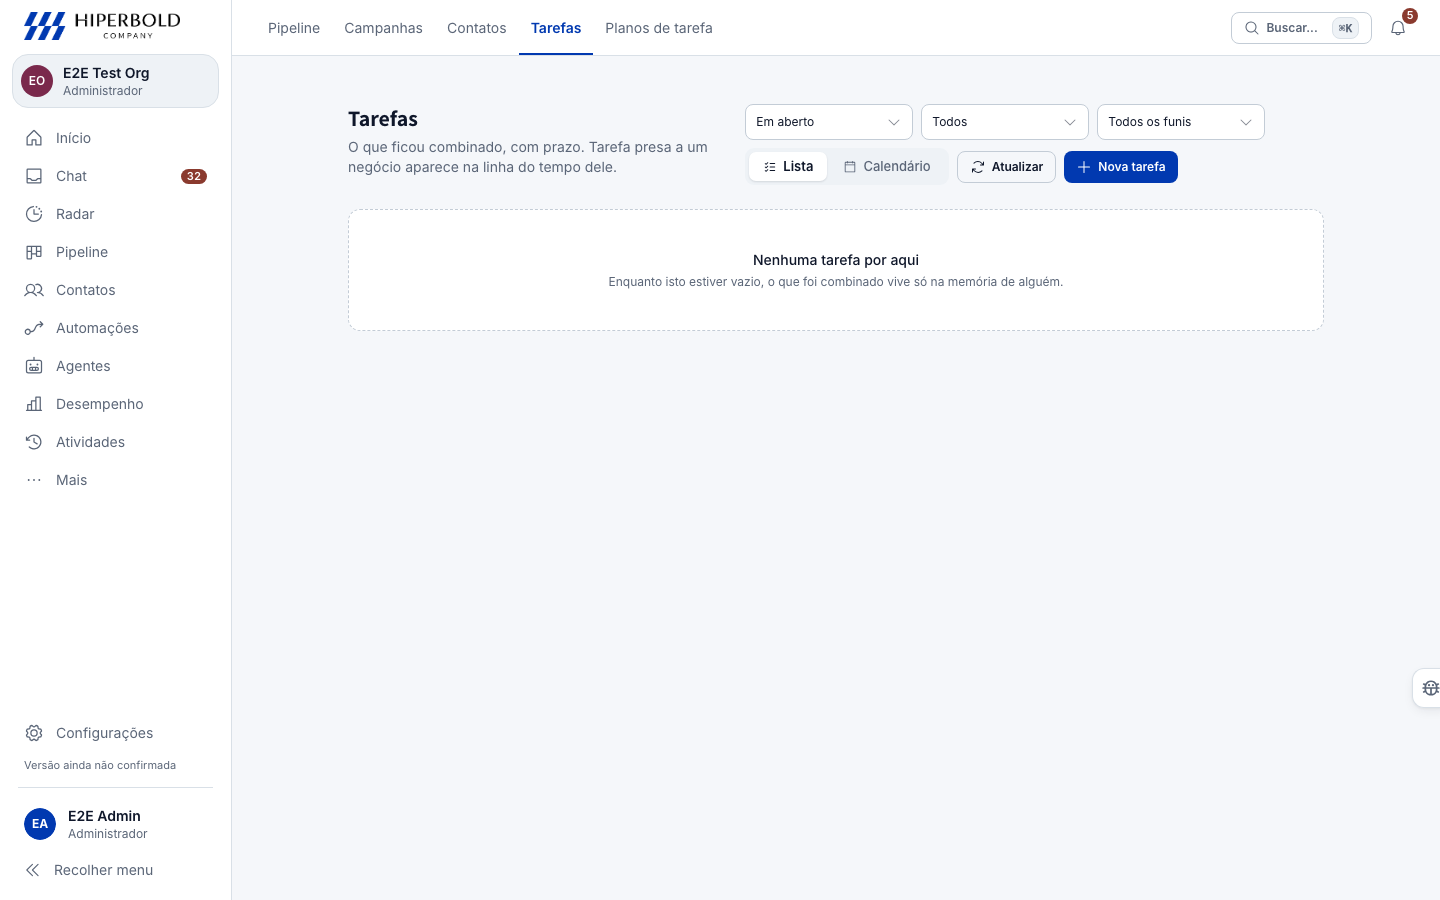 HIPERBOLD
COMPANY
EO
E2E Test Org
Administrador
Início
Chat
32
Radar
Pipeline
Contatos
Automações
Agentes
Desempenho
Atividades
Mais
Configurações
Versão ainda não confirmada
EA
E2E Admin
Administrador
Recolher menu
Pipeline
Campanhas
Contatos
Tarefas
Planos de tarefa
Buscar...
⌘K
5
Tarefas
O que ficou combinado, com prazo. Tarefa presa a um
negócio aparece na linha do tempo dele.
Em aberto
Todos
Todos os funis
Lista
Calendário
Atualizar
Nova tarefa
Nenhuma tarefa por aqui
Enquanto isto estiver vazio, o que foi combinado vive só na memória de alguém.